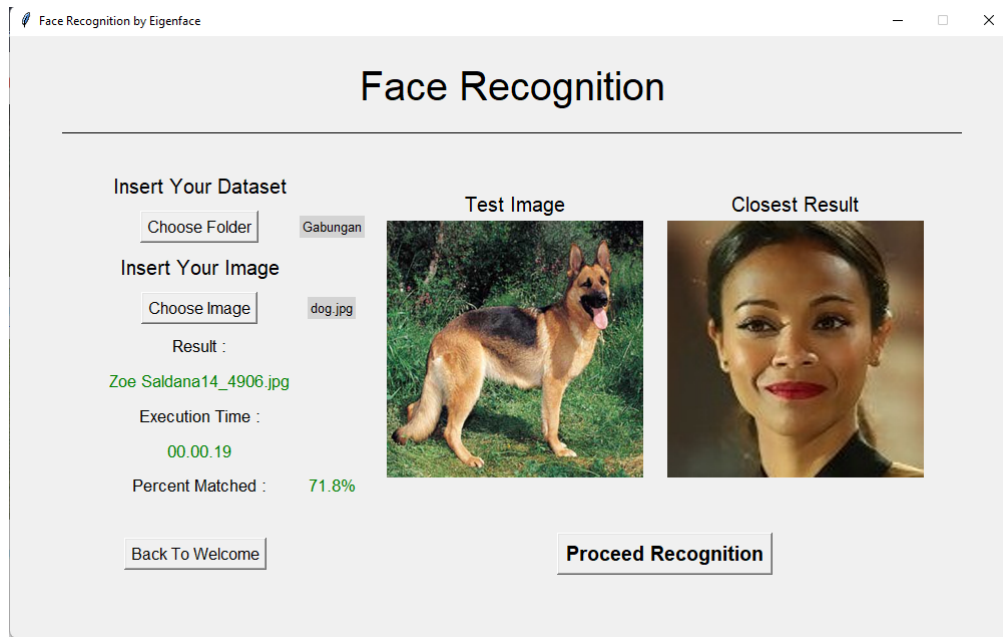 Face Recognition by Eigenface
Face Recognition
Insert Your Dataset
Choose Folder
Gabungan
Insert Your Image
Choose Image
dog.jpg
Result :
Zoe Saldana14_4906.jpg
Execution Time :
00.00.19
Percent Matched :
71.8%
Back To Welcome
Test Image
Closest Result
Proceed Recognition